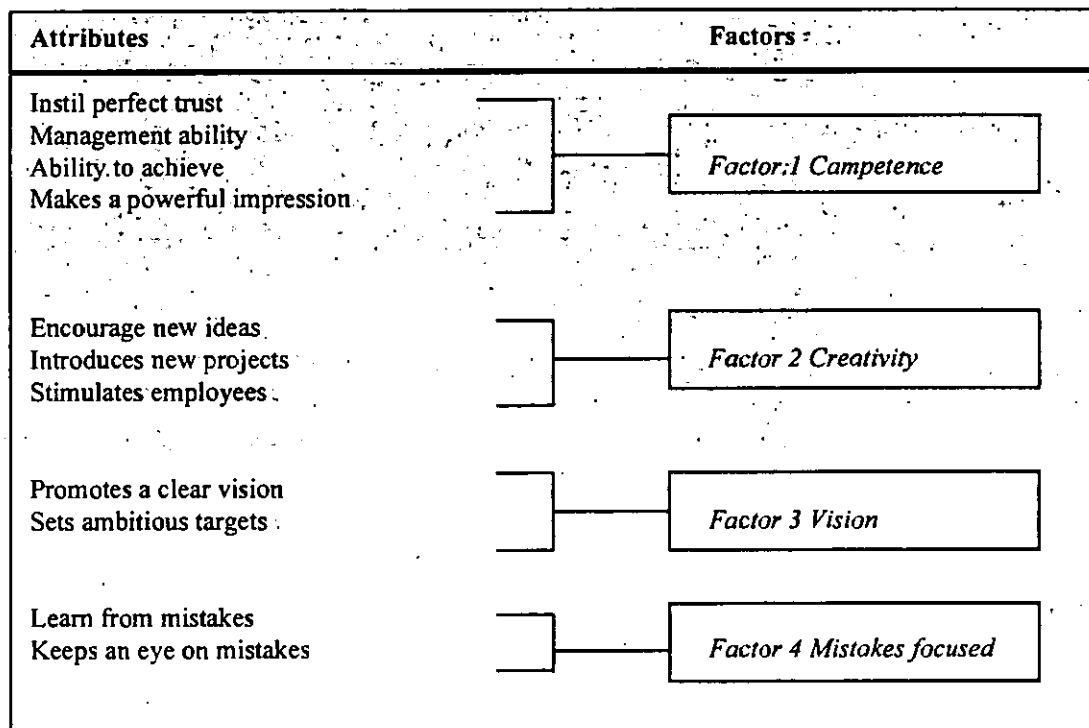 Attributes Factors
Instil perfect trust
Management ability
Ability to achieve
Makes a powerful impression
Factor 1 Campetence
Encourage new ideas
Introduces new projects
Stimulates employees
Factor 2 Creativity
Promotes a clear vision
Sets ambitious targets
Factor 3 Vision
Learn from mistakes
Keeps an eye on mistakes
Factor 4 Mistakes focused